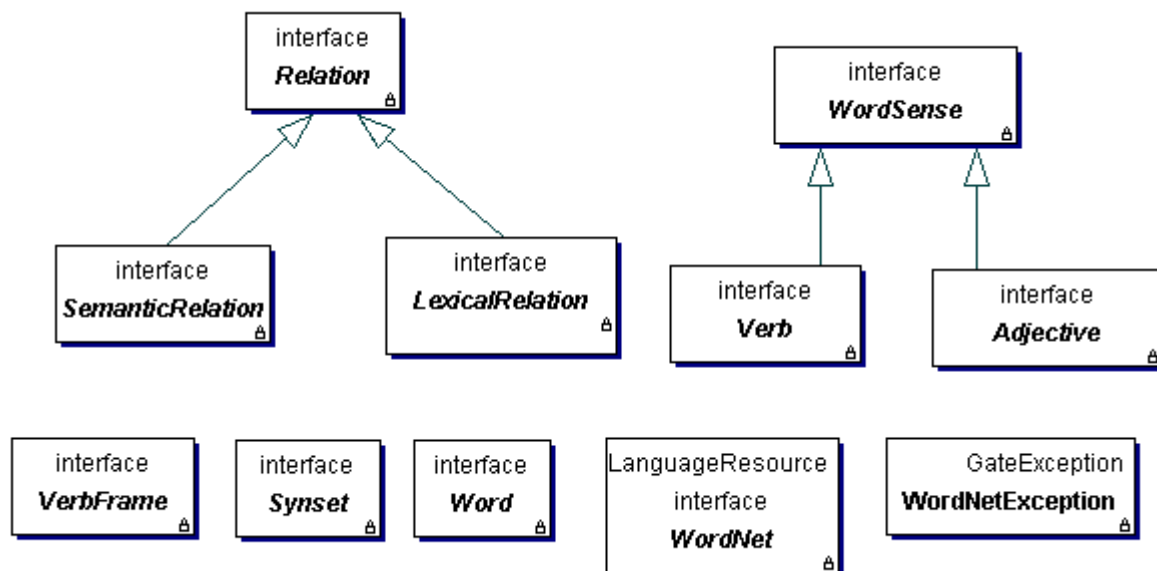 interface
Relation
interface
WordSense
interface
SemanticRelation
interface
LexicalRelation
interface
Verb
interface
Adjective
interface
VerbFrame
interface
Synset
interface
Word
LanguageResource
interface
WordNet
GateException
WordNetException